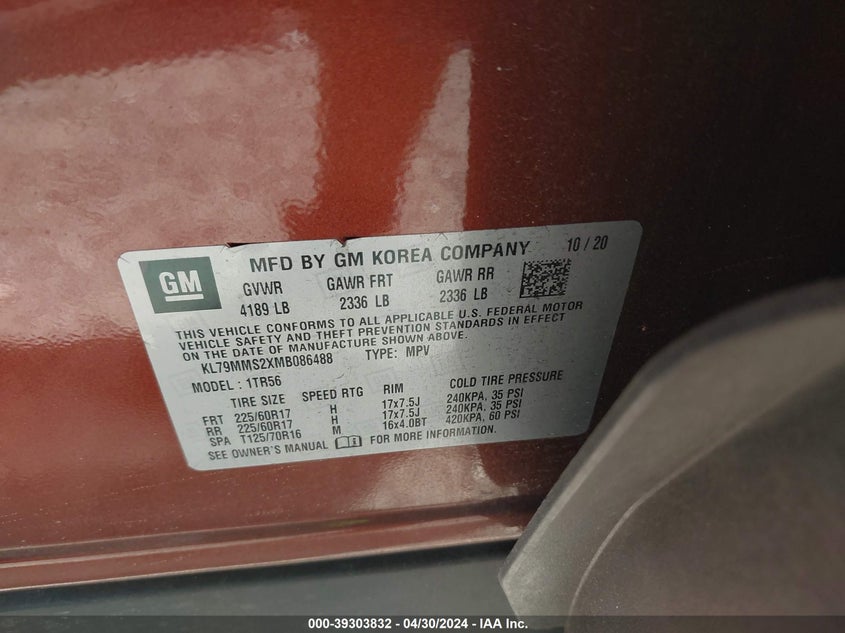 GM
MFD BY GM KOREA COMPANY 10 / 20
GVWR GAWR FRT GAWR RR
4189 LB 2336 LB 2336 LB
THIS VEHICLE CONFORMS TO ALL APPLICABLE U.S. FEDERAL MOTOR
VEHICLE SAFETY AND THEFT PREVENTION STANDARDS IN EFFECT
ON THE DATE OF MANUFACTURE SHOWN ABOVE.
KL79MMS2XMB086488 TYPE: MPV
MODEL : 1TR56
TIRE SIZE SPEED RTG RIM COLD TIRE PRESSURE
FRT 225/60R17 H 17x7.5J 240KPA, 35 PSI
RR 225/60R17 H 17x7.5J 240KPA, 35 PSI
SPA T125/70R16 M 16x4.0BT 420KPA, 60 PSI
SEE OWNER'S MANUAL FOR MORE INFORMATION.
000-39303832 - 04/30/2024 - IAA Inc.